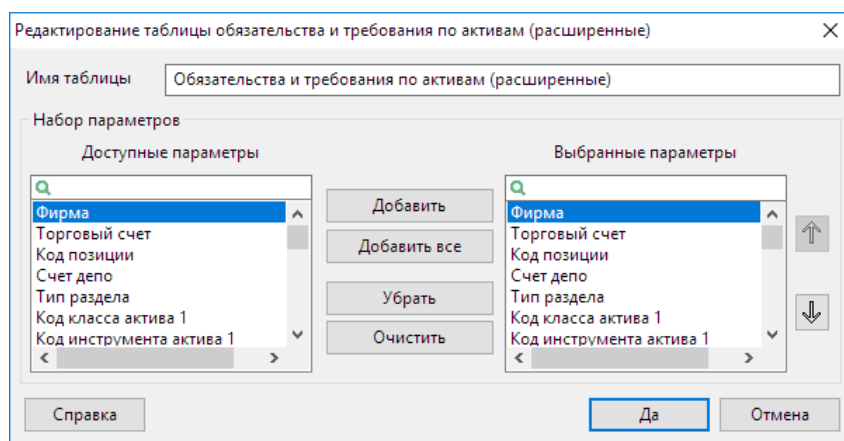 Редактирование таблицы обязательства и требования по активам (расширенные)
Имя таблицы
Обязательства и требования по активам (расширенные)
Набор параметров
Доступные параметры
Фирма
Торговый счет
Код позиции
Счет депо
Тип раздела
Код класса актива 1
Код инструмента актива 1
Добавить
Добавить все
Убрать
Очистить
Выбранные параметры
Фирма
Торговый счет
Код позиции
Счет депо
Тип раздела
Код класса актива 1
Код инструмента актива 1
Справка
Да
Отмена